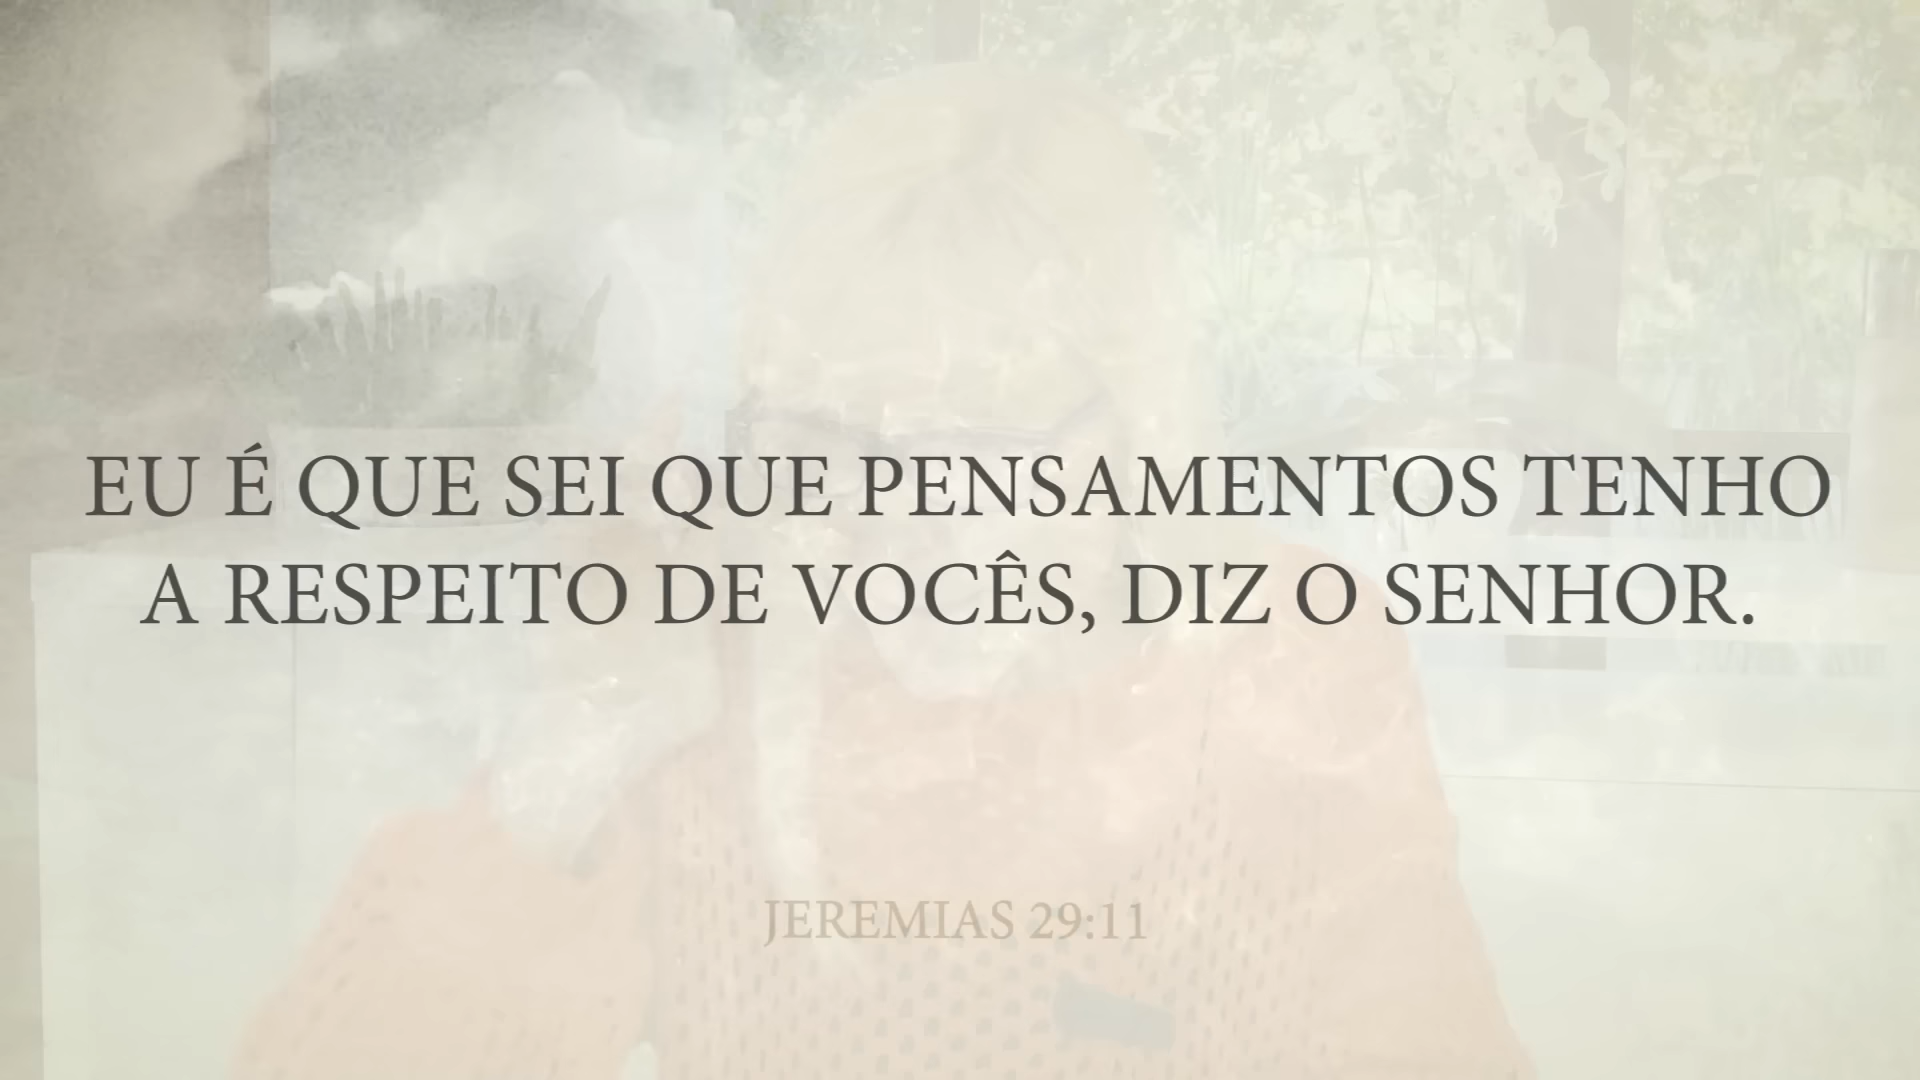 EU É QUE SEI QUE PENSAMENTOS TENHO
A RESPEITO DE VOCÊS, DIZ O SENHOR.
JEREMIAS 29:11